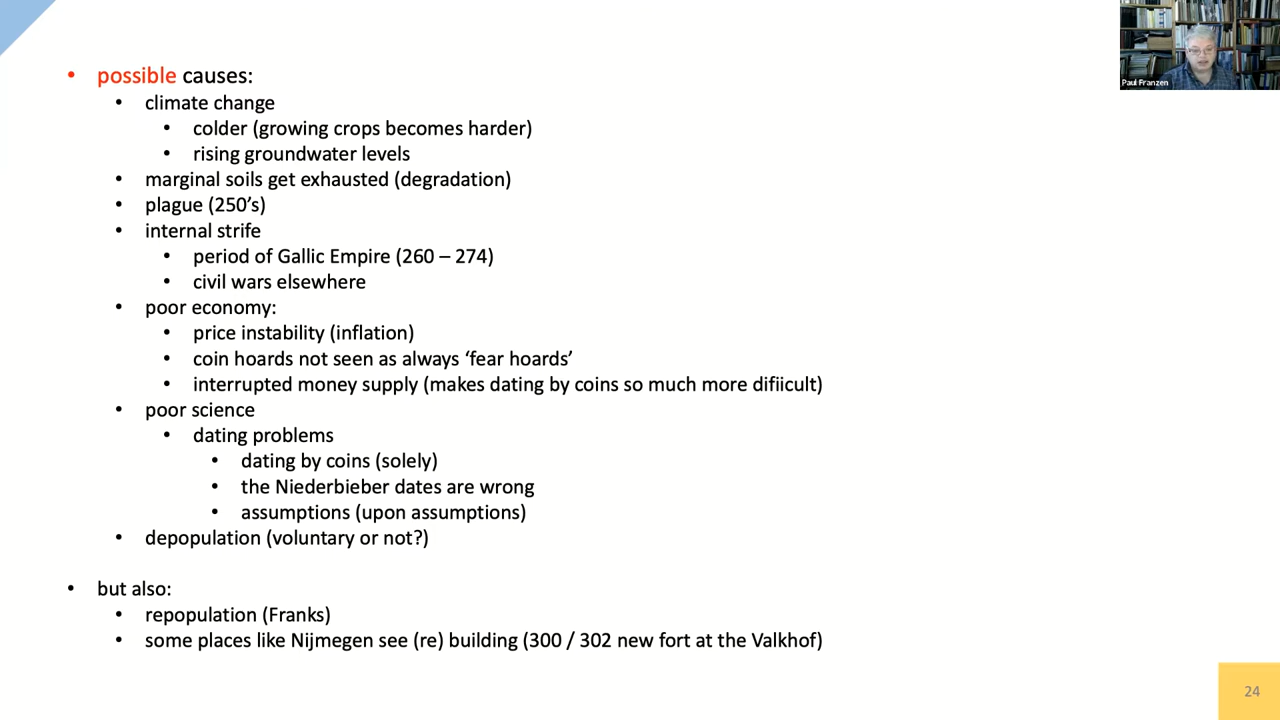 • possible causes:
• climate change
• colder (growing crops becomes harder)
• rising groundwater levels
• marginal soils get exhausted (degradation)
• plague (250’s)
• internal strife
• period of Gallic Empire (260 – 274)
• civil wars elsewhere
• poor economy:
• price instability (inflation)
• coin hoards not seen as always ‘fear hoards’
• interrupted money supply (makes dating by coins so much more difiicult)
• poor science
• dating problems
• dating by coins (solely)
• the Niederbieber dates are wrong
• assumptions (upon assumptions)
• depopulation (voluntary or not?)
• but also:
• repopulation (Franks)
• some places like Nijmegen see (re) building (300 / 302 new fort at the Valkhof)
Paul Franzen
24